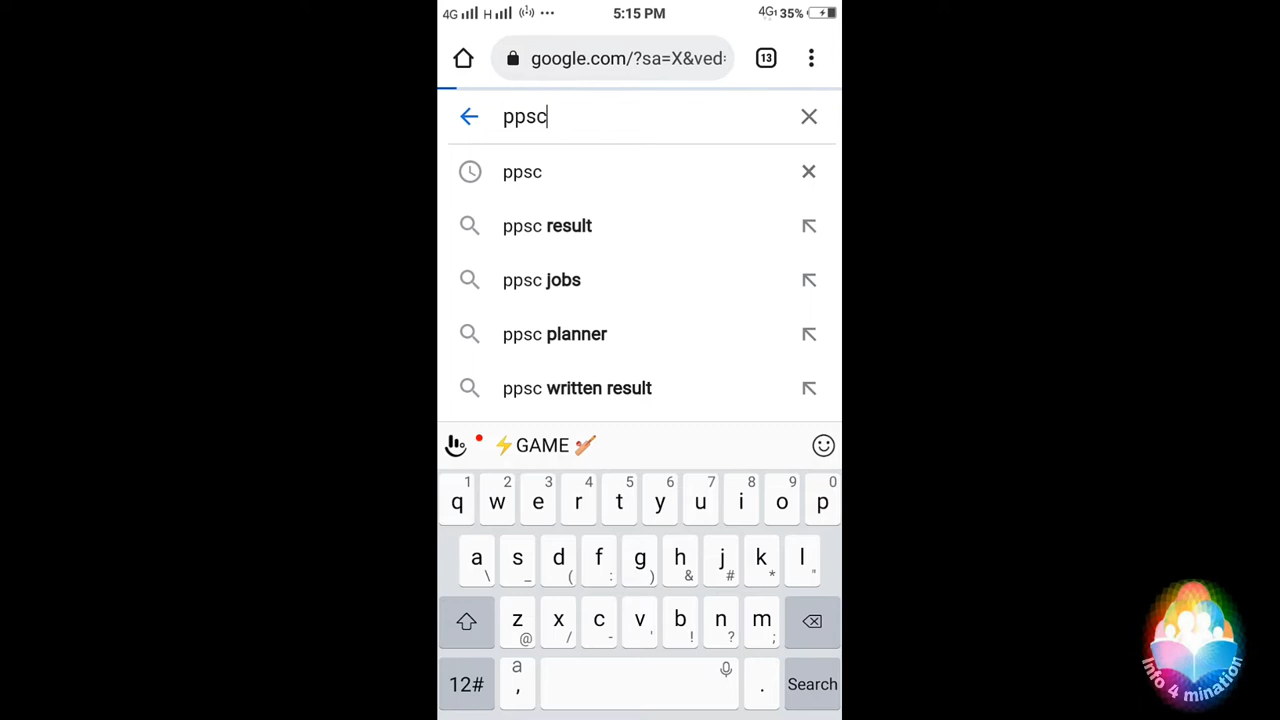 4G H 5:15 PM 4G1 35%
google.com/?sa=X&ved= 13
ppsc
ppsc
ppsc result
ppsc jobs
ppsc planner
ppsc written result
⚡GAME 🏏
1 2 3 4 5 6 7 8 9 0
q w e r t y u i o p
a s d f g h j k l
\ _ ( : ) & # * "
z x c v b n m
@ / - ' ! ? ;
12# a , . Search
Info 4 mination